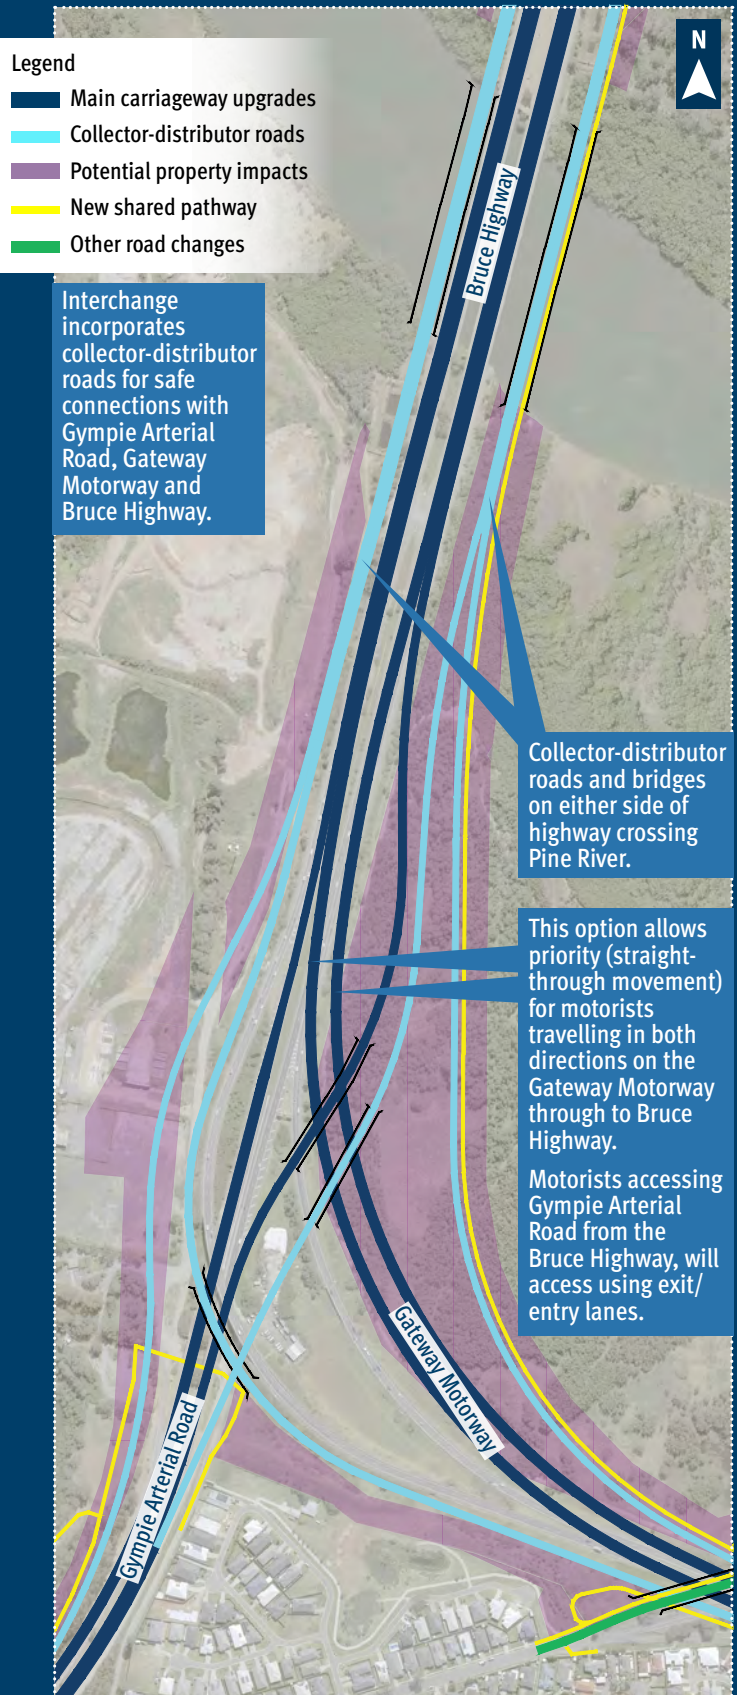 N
Legend
Main carriageway upgrades
Collector-distributor roads
Potential property impacts
New shared pathway
Other road changes
Bruce Highway
Interchange
incorporates
collector-distributor
roads for safe
connections with
Gympie Arterial
Road, Gateway
Motorway and
Bruce Highway.
Collector-distributor
roads and bridges
on either side of
highway crossing
Pine River.
This option allows
priority (straight-
through movement)
for motorists
travelling in both
directions on the
Gateway Motorway
through to Bruce
Highway.
Motorists accessing
Gympie Arterial
Road from the
Bruce Highway, will
access using exit/
entry lanes.
Gateway Motorway
Gympie Arterial Road